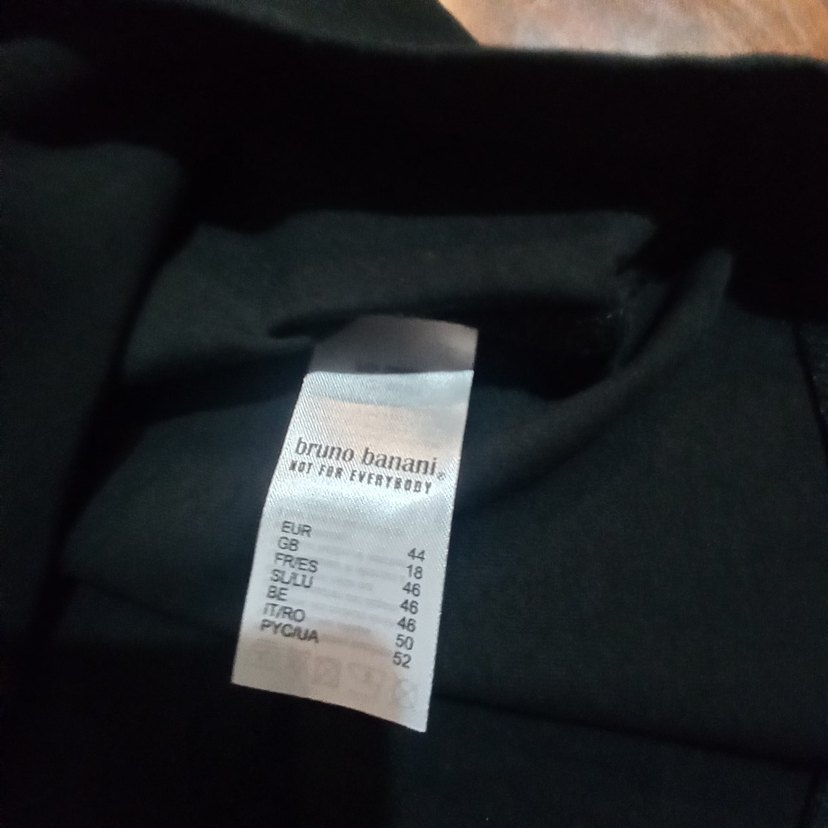 bruno banani®
NOT FOR EVERYBODY
EUR 44
GB 18
FR/ES 46
SL/LU 46
BE 46
IT/RO 50
PYC/UA 52